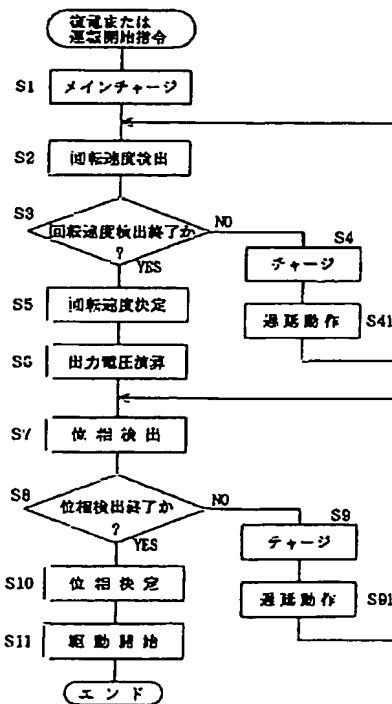 復電または
運転開始指令
S1 メインチャージ
S2 回転速度検出
S3 回転速度検出終了か
?
NO
YES
S4
チャージ
遅延動作 S41
S5 回転速度決定
S6 出力電圧演算
S7 位相検出
S8 位相検出終了か
?
NO
YES
S9
チャージ
遅延動作 S91
S10 位相決定
S11 駆動開始
エンド